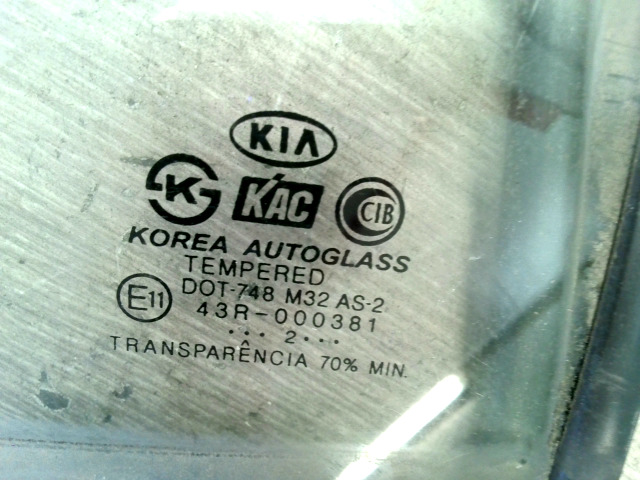 KIA
K KAC CIB
KOREA AUTOGLASS
TEMPERED
E11 DOT-748 M32 AS-2
43R-000381
••• 2•••
TRANSPARÊNCIA 70% MIN.